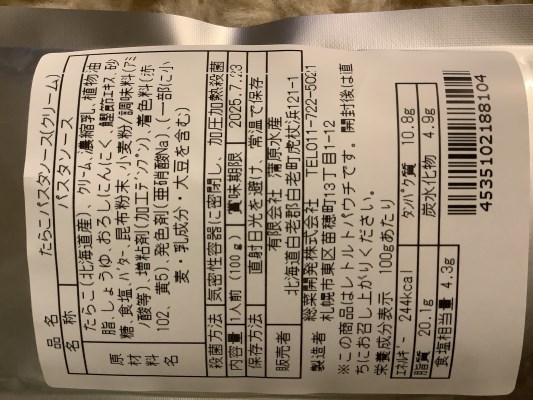 品名 たらこパスタソース(クリーム)
名称 パスタソース
原材料名 たらこ(北海道産)、クリーム、濃縮乳、植物油
脂、しょうゆ、おろしにんにく、鰹節エキス、砂
糖、食塩、バター、昆布粉末、小麦粉/調味料(アミ
ノ酸等)、増粘剤(加工デンプン)、着色料(赤
102、黄5)、発色剤(亜硝酸Na)、(一部に小
麦・乳成分・大豆を含む)
殺菌方法 気密性容器に密閉し、加圧加熱殺菌
内容量 1人前 (100g) 賞味期限 2025.7.23
保存方法 直射日光を避け、常温で保存
販売者 有限会社 蒲原水産
北海道白老郡白老町虎杖浜121-1
製造者 総菜開発株式会社 TEL011-722-5021
札幌市東区苗穂町13丁目1-12
※この商品はレトルトパウチです。開封後は直
ちにお召し上がりください。
栄養成分表示 100gあたり
エネルギー 244kcal タンパク質 10.8g
脂質 20.1g 炭水化物 4.9g
食塩相当量 4.3g
4535102188104